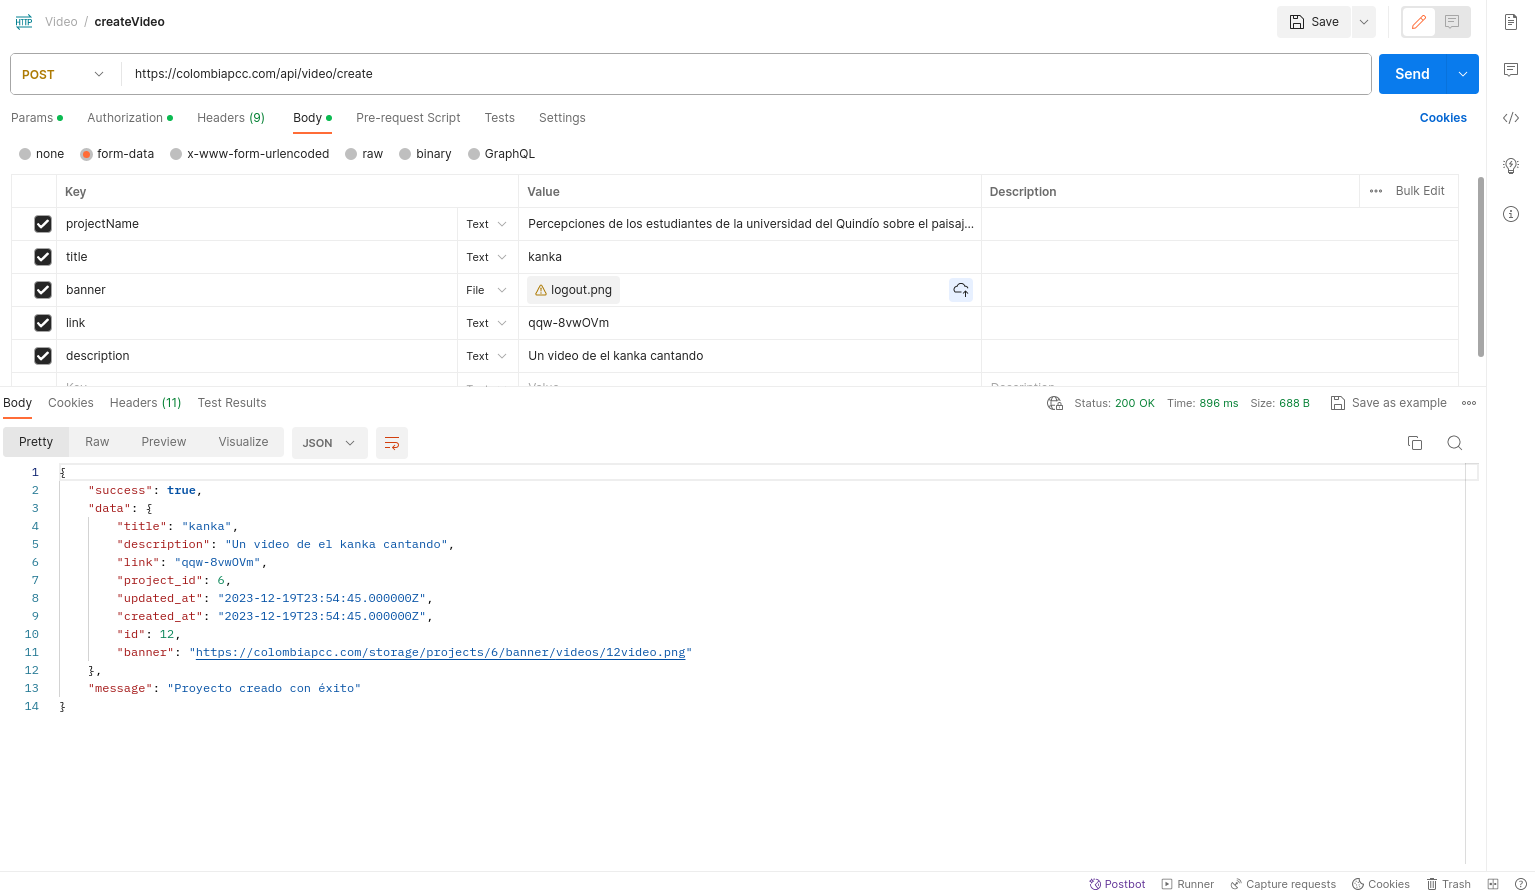 HTTP Video / createVideo Save
POST https://colombiapcc.com/api/video/create Send
Params Authorization Headers (9) Body Pre-request Script Tests Settings Cookies
none form-data x-www-form-urlencoded raw binary GraphQL
Key Value Description Bulk Edit
projectName Text Percepciones de los estudiantes de la universidad del Quindío sobre el paisaj...
title Text kanka
banner File logout.png
link Text qqw-8vwOVm
description Text Un video de el kanka cantando
Key Text Value Description
Body Cookies Headers (11) Test Results Status: 200 OK Time: 896 ms Size: 688 B Save as example
Pretty Raw Preview Visualize JSON
1 {
2 "success": true,
3 "data": {
4 "title": "kanka",
5 "description": "Un video de el kanka cantando",
6 "link": "qqw-8vwOVm",
7 "project_id": 6,
8 "updated_at": "2023-12-19T23:54:45.000000Z",
9 "created_at": "2023-12-19T23:54:45.000000Z",
10 "id": 12,
11 "banner": "https://colombiapcc.com/storage/projects/6/banner/videos/12video.png"
12 },
13 "message": "Proyecto creado con éxito"
14 }
Postbot Runner Capture requests Cookies Trash